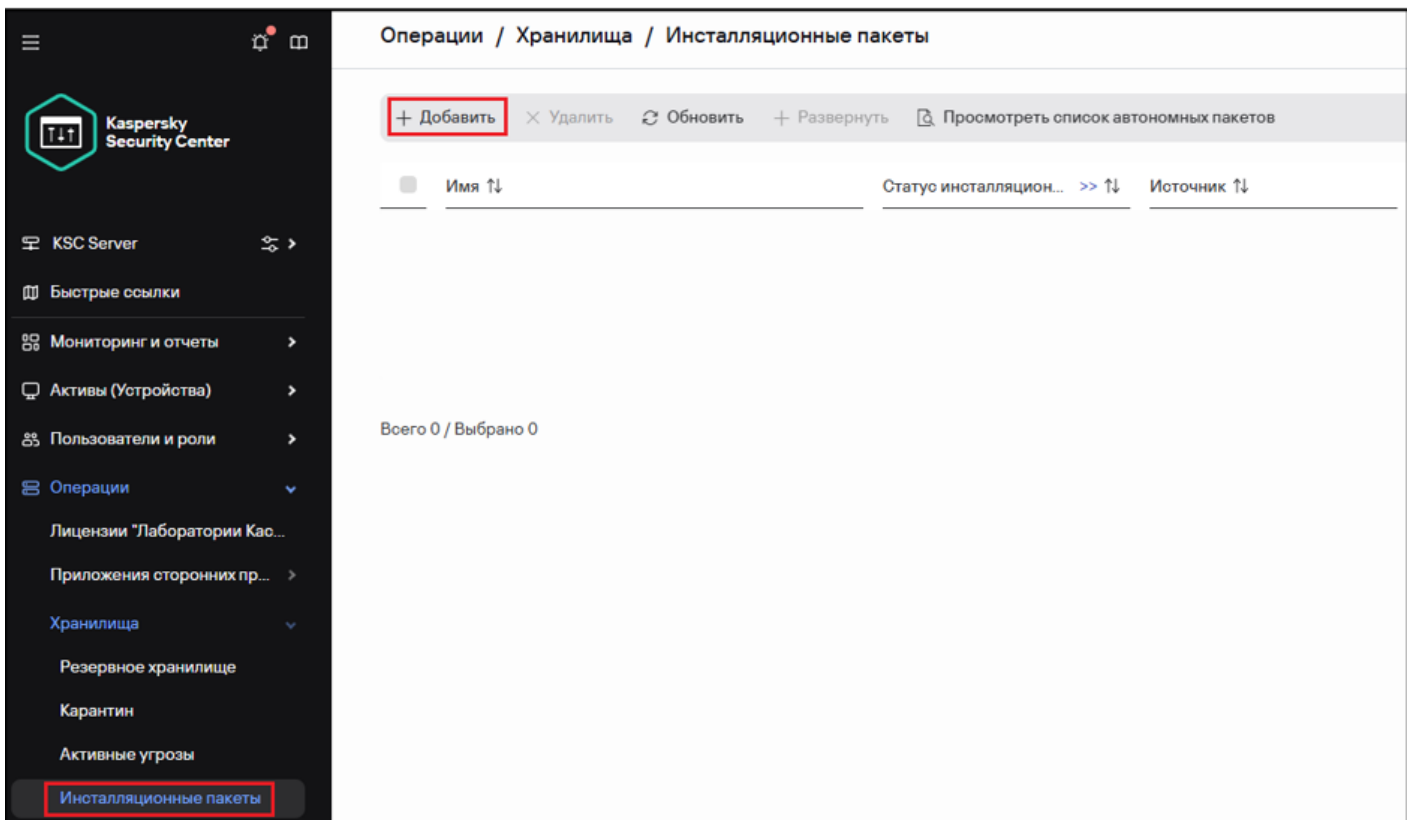 Операции / Хранилища / Инсталляционные пакеты
Kaspersky
Security Center
+ Добавить × Удалить Обновить + Развернуть Просмотреть список автономных пакетов
Имя Статус инсталляцион... >> Источник
KSC Server
Быстрые ссылки
Мониторинг и отчеты
Активы (Устройства)
Пользователи и роли
Операции
Лицензии "Лаборатории Кас...
Приложения сторонних пр...
Хранилища
Резервное хранилище
Карантин
Активные угрозы
Инсталляционные пакеты
Всего 0 / Выбрано 0